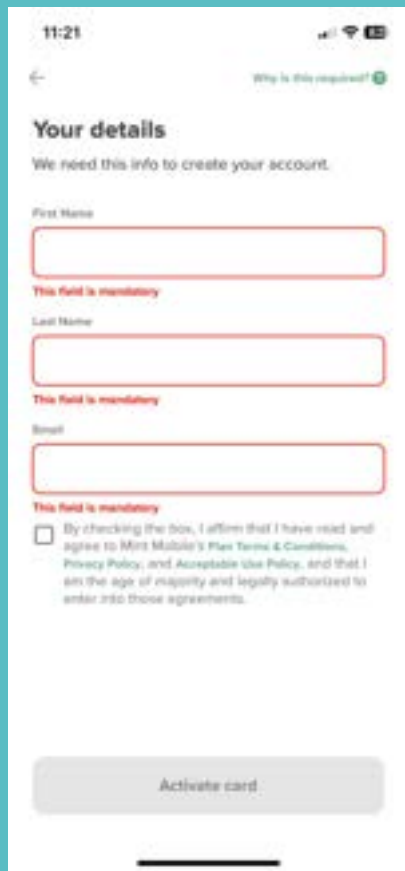 11:21
Why is this required?
Your details
We need this info to create your account.
First Name
This field is mandatory
Last Name
This field is mandatory
Email
This field is mandatory
By checking the box, I affirm that I have read and
agree to Mint Mobile's Plan Terms & Conditions,
Privacy Policy, and Acceptable Use Policy, and that I
am the age of majority and legally authorized to
enter into those agreements.
Activate card